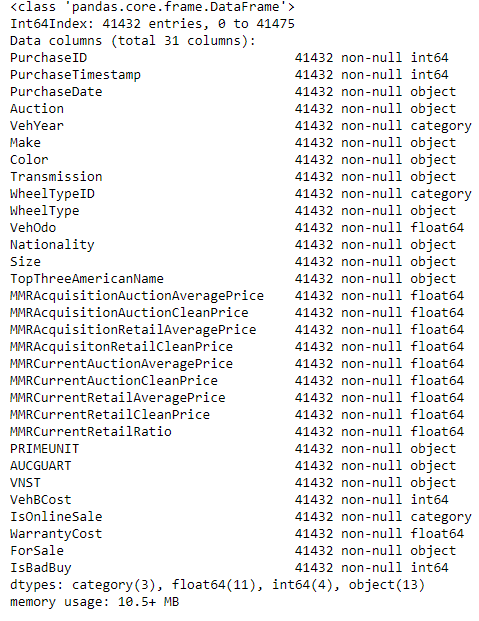 <class 'pandas.core.frame.DataFrame'>
Int64Index: 41432 entries, 0 to 41475
Data columns (total 31 columns):
PurchaseID                         41432 non-null int64
PurchaseTimestamp                  41432 non-null int64
PurchaseDate                       41432 non-null object
Auction                            41432 non-null object
VehYear                            41432 non-null category
Make                               41432 non-null object
Color                              41432 non-null object
Transmission                       41432 non-null object
WheelTypeID                        41432 non-null category
WheelType                          41432 non-null object
VehOdo                             41432 non-null float64
Nationality                        41432 non-null object
Size                               41432 non-null object
TopThreeAmericanName               41432 non-null object
MMRAcquisitionAuctionAveragePrice    41432 non-null float64
MMRAcquisitionAuctionCleanPrice    41432 non-null float64
MMRAcquisitionRetailAveragePrice    41432 non-null float64
MMRAcquisitonRetailCleanPrice      41432 non-null float64
MMRCurrentAuctionAveragePrice      41432 non-null float64
MMRCurrentAuctionCleanPrice        41432 non-null float64
MMRCurrentRetailAveragePrice       41432 non-null float64
MMRCurrentRetailCleanPrice         41432 non-null float64
MMRCurrentRetailRatio              41432 non-null float64
PRIMEUNIT                          41432 non-null object
AUCGUART                           41432 non-null object
VNST                               41432 non-null object
VehBCost                           41432 non-null int64
IsOnlineSale                       41432 non-null category
WarrantyCost                       41432 non-null float64
ForSale                            41432 non-null object
IsBadBuy                           41432 non-null int64
dtypes: category(3), float64(11), int64(4), object(13)
memory usage: 10.5+ MB